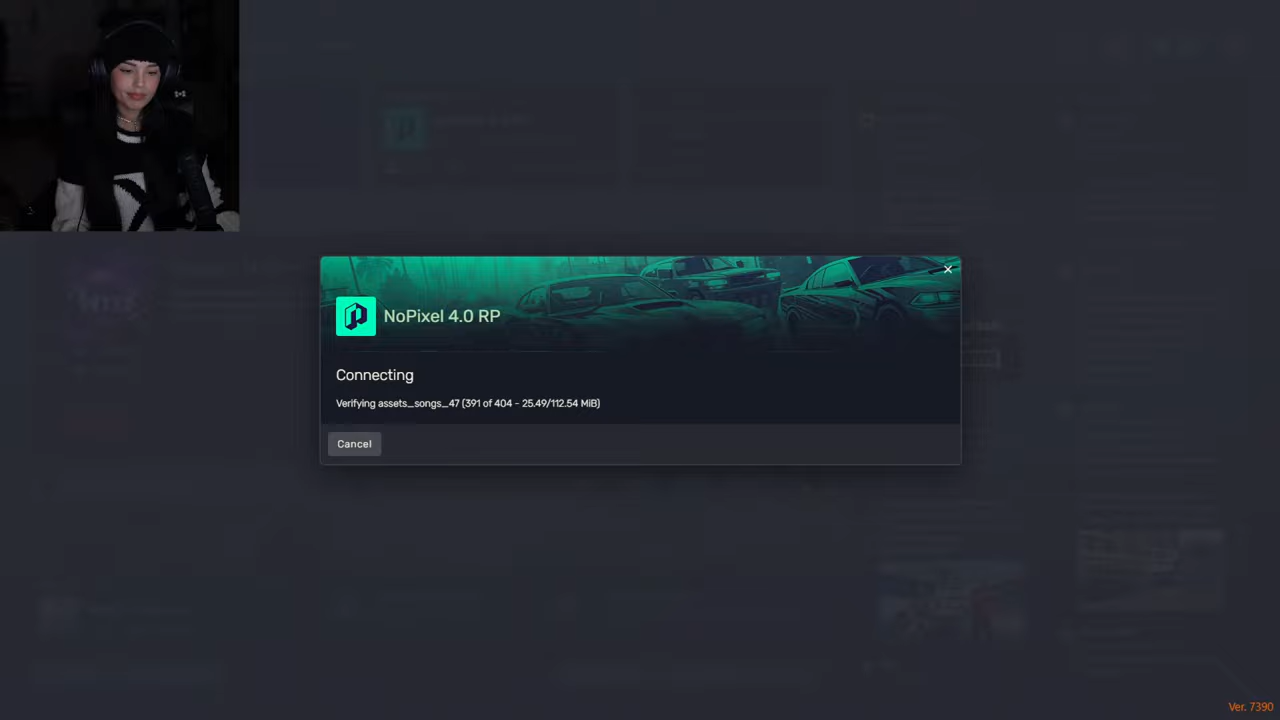 NoPixel 4.0 RP
Connecting
Verifying assets_songs_47 (391 of 404 - 25.49/112.54 MiB)
Cancel
Ver. 7390